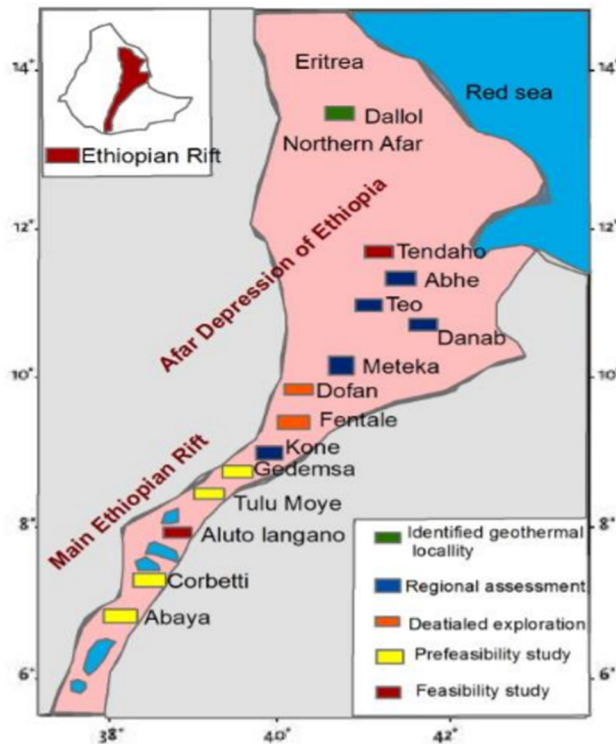 14°
12°
10°
8°
6°
Ethiopian Rift
Eritrea
Red sea
14°
Dallol
Northern Afar
Afar Depression of Ethiopia
12°
Tendaho
Abhe
Teo
Danab
Meteka
10°
Dofan
Fentale
Kone
Gedemsa
Main Ethiopian Rift
Tulu Moye
Aluto langano
8°
Corbetti
Abaya
6°
Identified geothermal
locallity
Regional assessment
Deatialed exploration
Prefeasibility study
Feasibility study
38°
40°
42°